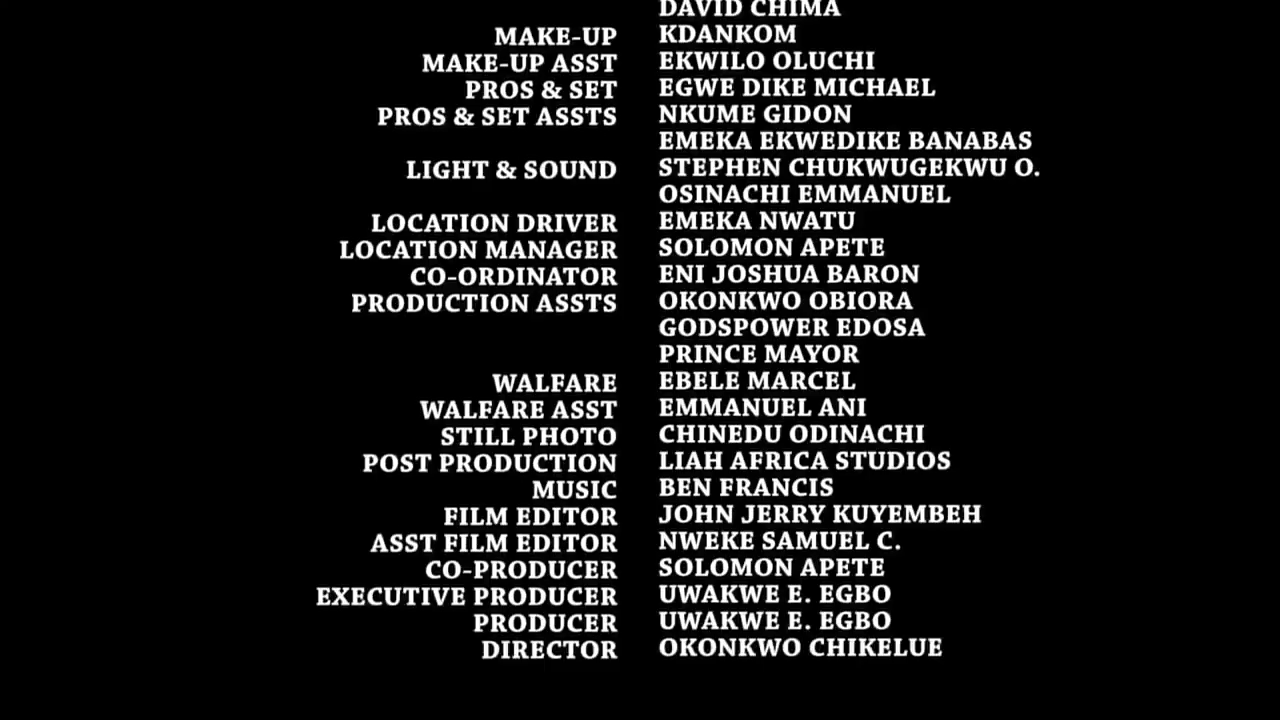 DAVID CHIMA
MAKE-UP KDANKOM
MAKE-UP ASST EKWILO OLUCHI
PROS & SET EGWE DIKE MICHAEL
PROS & SET ASSTS NKUME GIDON
EMEKA EKWEDIKE BANABAS
LIGHT & SOUND STEPHEN CHUKWUGEKWU O.
OSINACHI EMMANUEL
LOCATION DRIVER EMEKA NWATU
LOCATION MANAGER SOLOMON APETE
CO-ORDINATOR ENI JOSHUA BARON
PRODUCTION ASSTS OKONKWO OBIORA
GODSPOWER EDOSA
PRINCE MAYOR
WALFARE EBELE MARCEL
WALFARE ASST EMMANUEL ANI
STILL PHOTO CHINEDU ODINACHI
POST PRODUCTION LIAH AFRICA STUDIOS
MUSIC BEN FRANCIS
FILM EDITOR JOHN JERRY KUYEMBEH
ASST FILM EDITOR NWEKE SAMUEL C.
CO-PRODUCER SOLOMON APETE
EXECUTIVE PRODUCER UWAKWE E. EGBO
PRODUCER UWAKWE E. EGBO
DIRECTOR OKONKWO CHIKELUE